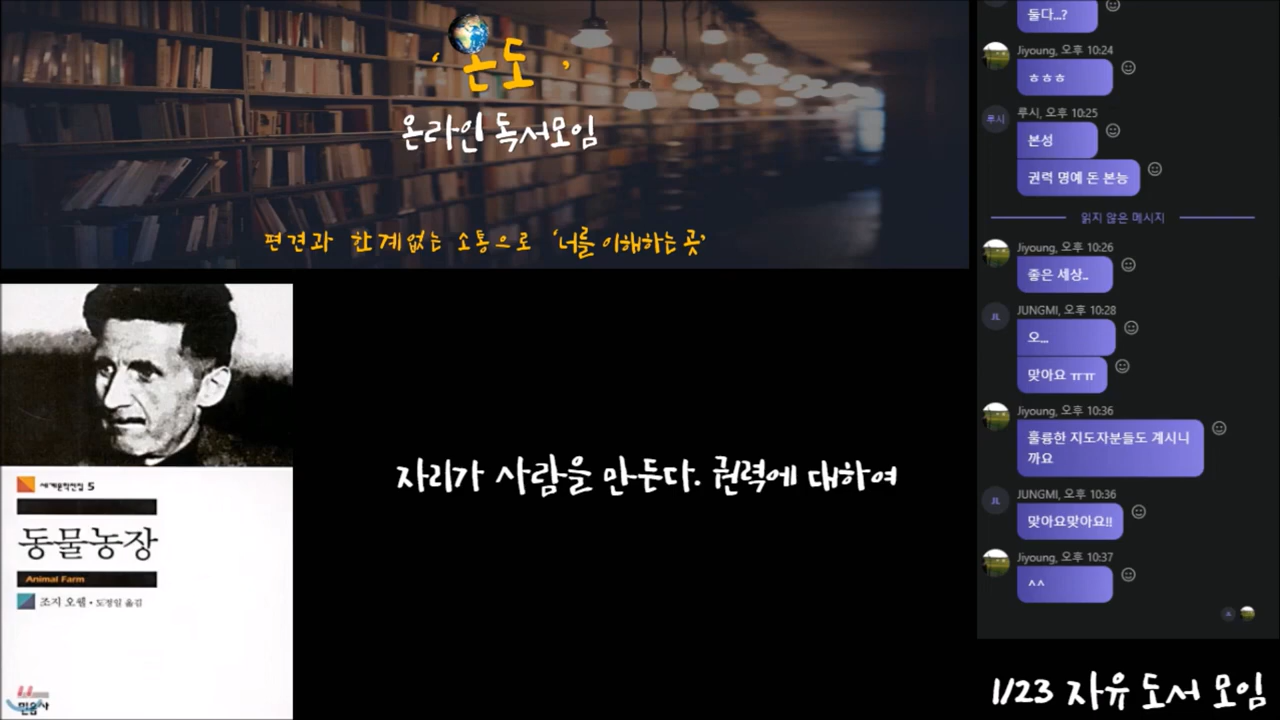 ‘ 온도 ’
온라인 독서모임
편견과 한계없는 소통으로 ‘너를 이해하는 곳’
세계문학전집 5
동물농장
Animal Farm
조지 오웰 · 도정일 옮김
민음사
자리가 사람을 만든다. 권력에 대하여
둘다...?
Jiyoung, 오후 10:24
ㅎㅎㅎ
루시
루시, 오후 10:25
본성
권력 명예 돈 본능
읽지 않은 메시지
Jiyoung, 오후 10:26
좋은 세상..
JL
JUNGMI, 오후 10:28
오...
맞아요 ㅠㅠ
Jiyoung, 오후 10:36
훌륭한 지도자분들도 계시니
까요
JL
JUNGMI, 오후 10:36
맞아요맞아요!!
Jiyoung, 오후 10:37
^^
1/23 자유 도서 모임